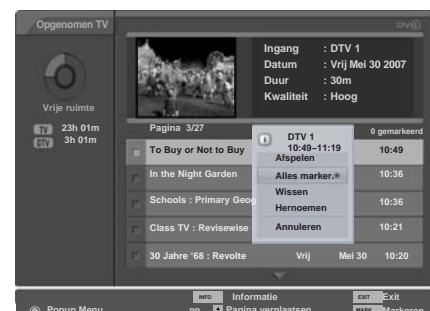 Opgenomen TV
DV
Ingang : DTV 1
Datum : Vrij Mei 30 2007
Duur : 30m
Kwaliteit : Hoog
Vrije ruimte
TV 23h 01m
DTV 3h 01m
Pagina 3/27
0 gemarkeerd
To Buy or Not to Buy 10:49
In the Night Garden 10:36
Schools : Primary Geog 10:36
Class TV : Revisewise 10:21
30 Jahre '68 : Revolte Vrij Mei 30 10:20
DTV 1
10:49~11:19
Afspelen
Alles marker.
Wissen
Hernoemen
Annuleren
INFO Informatie EXIT Exit
Popup Menu PR Pagina verplaatsen MARK Markeren